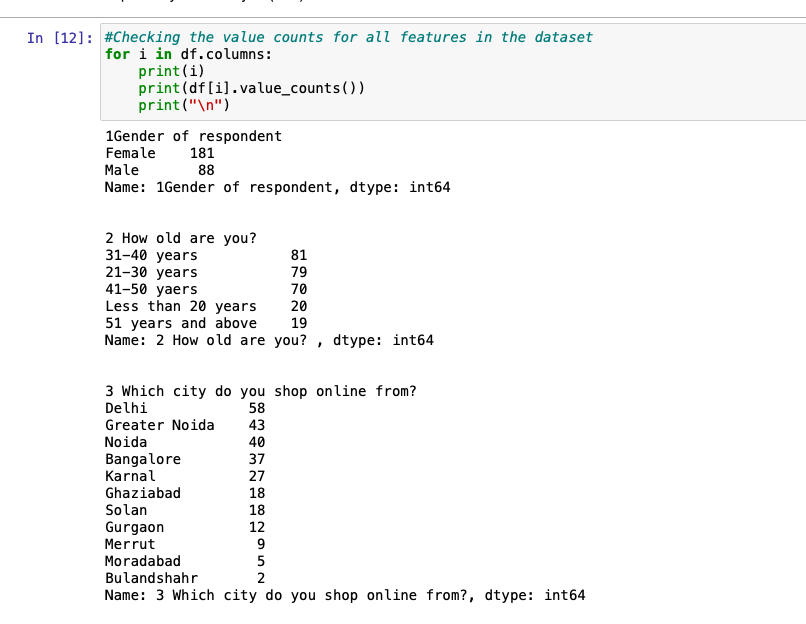 In [12]: #Checking the value counts for all features in the dataset
for i in df.columns:
    print(i)
    print(df[i].value_counts())
    print("\n")
1Gender of respondent
Female    181
Male       88
Name: 1Gender of respondent, dtype: int64
2 How old are you?
31-40 years           81
21-30 years           79
41-50 yaers           70
Less than 20 years    20
51 years and above    19
Name: 2 How old are you? , dtype: int64
3 Which city do you shop online from?
Delhi            58
Greater Noida    43
Noida            40
Bangalore        37
Karnal           27
Ghaziabad        18
Solan            18
Gurgaon          12
Merrut            9
Moradabad         5
Bulandshahr       2
Name: 3 Which city do you shop online from?, dtype: int64